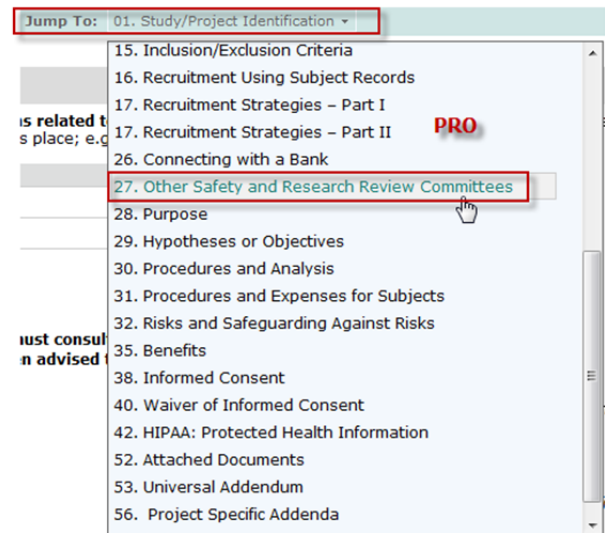 Jump To: 01. Study/Project Identification
15. Inclusion/Exclusion Criteria
16. Recruitment Using Subject Records
17. Recruitment Strategies – Part I
17. Recruitment Strategies – Part II
PRO
26. Connecting with a Bank
27. Other Safety and Research Review Committees
28. Purpose
29. Hypotheses or Objectives
30. Procedures and Analysis
31. Procedures and Expenses for Subjects
32. Risks and Safeguarding Against Risks
35. Benefits
38. Informed Consent
40. Waiver of Informed Consent
42. HIPAA: Protected Health Information
52. Attached Documents
53. Universal Addendum
56. Project Specific Addenda
related t
s place; e.g
must consul
n advised